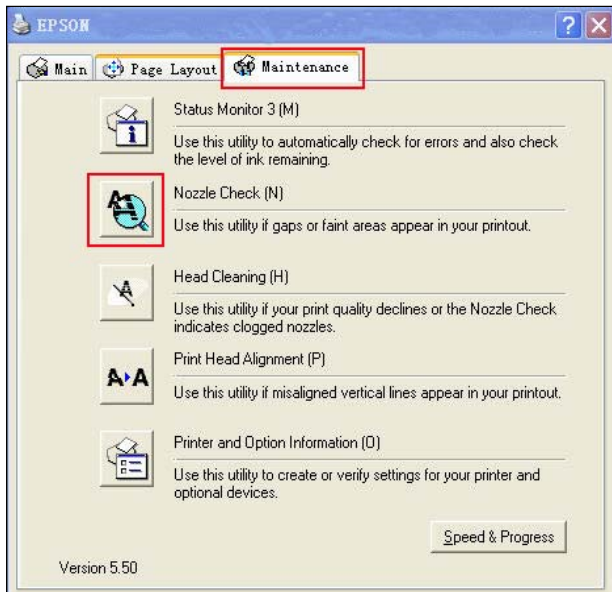 EPSON
Main Page Layout Maintenance
Status Monitor 3 (M)
Use this utility to automatically check for errors and also check
the level of ink remaining.
Nozzle Check (N)
Use this utility if gaps or faint areas appear in your printout.
Head Cleaning (H)
Use this utility if your print quality declines or the Nozzle Check
indicates clogged nozzles.
Print Head Alignment (P)
Use this utility if misaligned vertical lines appear in your printout.
Printer and Option Information (O)
Use this utility to create or verify settings for your printer and
optional devices.
Speed & Progress
Version 5.50